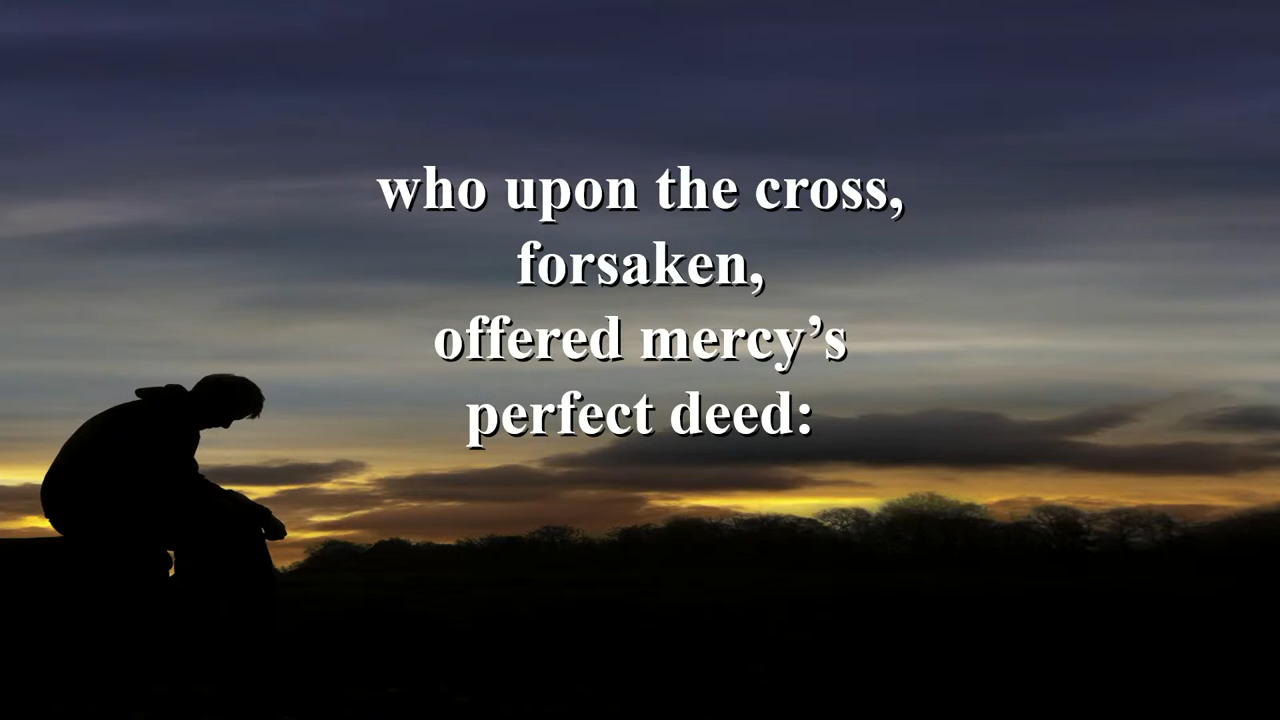 who upon the cross,
forsaken,
offered mercy’s
perfect deed: